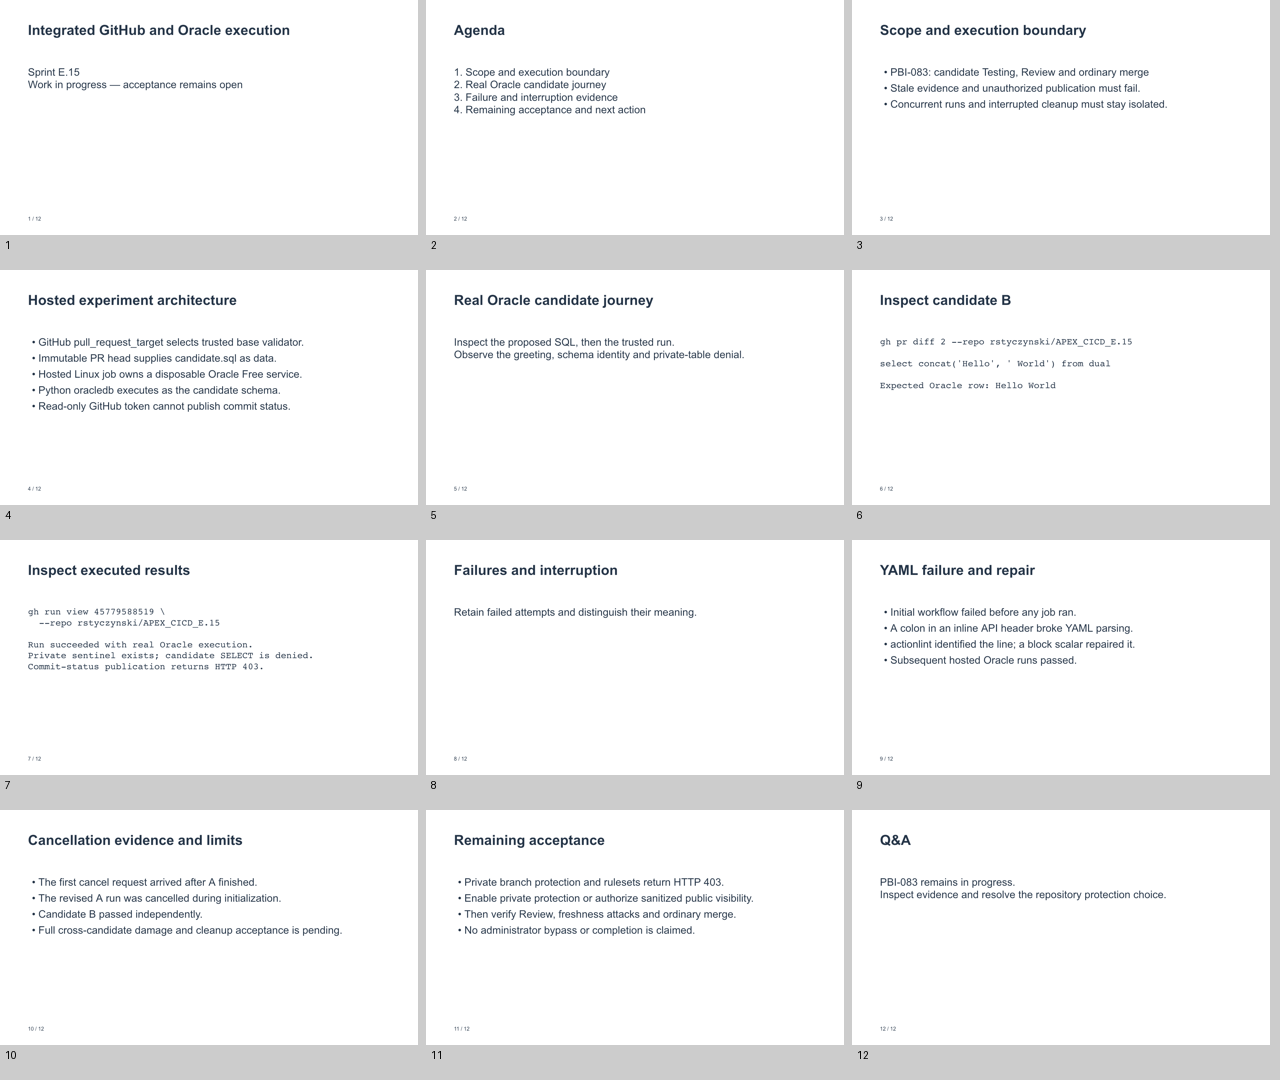 Integrated GitHub and Oracle execution
Sprint E.15
Work in progress — acceptance remains open
1 / 12
1
Agenda
1. Scope and execution boundary
2. Real Oracle candidate journey
3. Failure and interruption evidence
4. Remaining acceptance and next action
2 / 12
2
Scope and execution boundary
• PBI-083: candidate Testing, Review and ordinary merge
• Stale evidence and unauthorized publication must fail.
• Concurrent runs and interrupted cleanup must stay isolated.
3 / 12
3
Hosted experiment architecture
• GitHub pull_request_target selects trusted base validator.
• Immutable PR head supplies candidate.sql as data.
• Hosted Linux job owns a disposable Oracle Free service.
• Python oracledb executes as the candidate schema.
• Read-only GitHub token cannot publish commit status.
4 / 12
4
Real Oracle candidate journey
Inspect the proposed SQL, then the trusted run.
Observe the greeting, schema identity and private-table denial.
5 / 12
5
Inspect candidate B
gh pr diff 2 --repo rstyczynski/APEX_CICD_E.15
select concat('Hello', ' World') from dual
Expected Oracle row: Hello World
6 / 12
6
Inspect executed results
gh run view 45779588519 \
--repo rstyczynski/APEX_CICD_E.15
Run succeeded with real Oracle execution.
Private sentinel exists; candidate SELECT is denied.
Commit-status publication returns HTTP 403.
7 / 12
7
Failures and interruption
Retain failed attempts and distinguish their meaning.
8 / 12
8
YAML failure and repair
• Initial workflow failed before any job ran.
• A colon in an inline API header broke YAML parsing.
• actionlint identified the line; a block scalar repaired it.
• Subsequent hosted Oracle runs passed.
9 / 12
9
Cancellation evidence and limits
• The first cancel request arrived after A finished.
• The revised A run was cancelled during initialization.
• Candidate B passed independently.
• Full cross-candidate damage and cleanup acceptance is pending.
10 / 12
10
Remaining acceptance
• Private branch protection and rulesets return HTTP 403.
• Enable private protection or authorize sanitized public visibility.
• Then verify Review, freshness attacks and ordinary merge.
• No administrator bypass or completion is claimed.
11 / 12
11
Q&A
PBI-083 remains in progress.
Inspect evidence and resolve the repository protection choice.
12 / 12
12